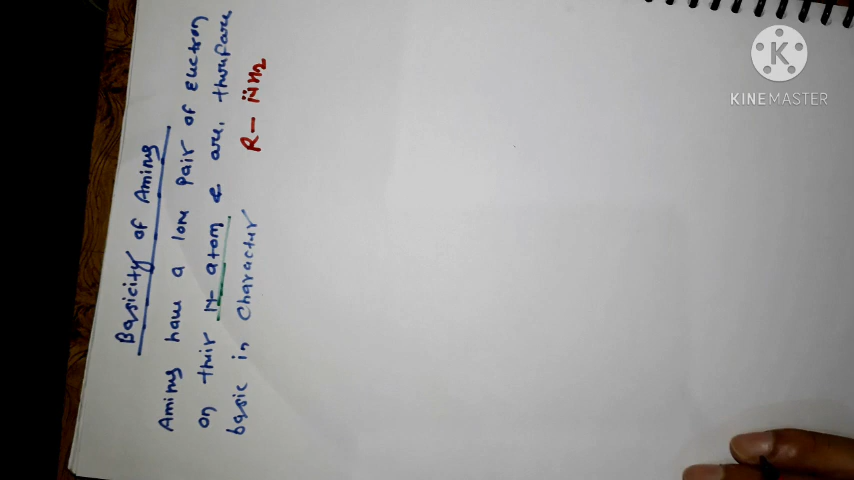 Basicity of Amines
Amines have a lone pair of Electron
on their N-atom & are, therefore
basic in Character R-N̈H2
KINEMASTER